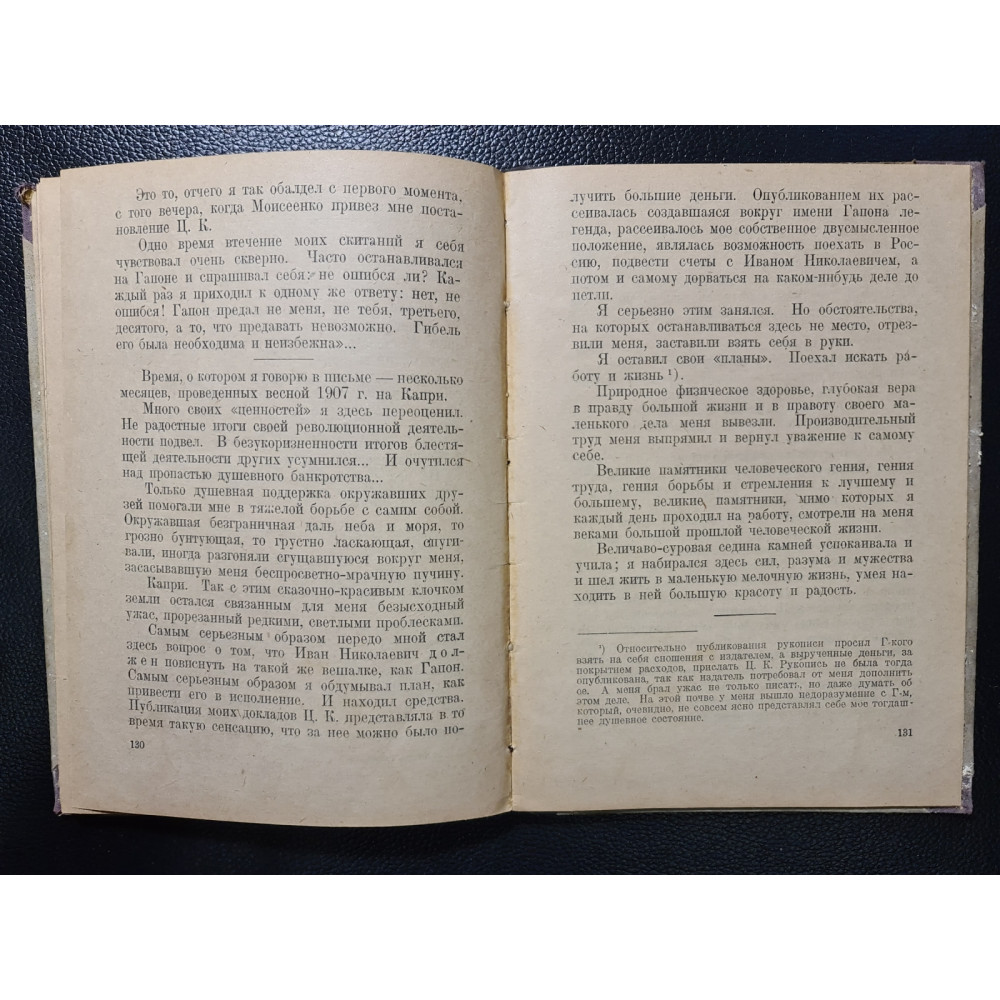 Это то, отчего я так обалдел с первого момента,
с того вечера, когда Моисеенко привез мне поста-
новление Ц. К.
Одно время втечение моих скитаний я себя
чувствовал очень скверно. Часто останавливался
на Гапоне и спрашивал себя: не ошибся ли? Ка-
ждый раз я приходил к одному же ответу: нет, не
ошибся! Гапон предал не меня, не тебя, третьего,
десятого, а то, что предавать невозможно. Гибель
его была необходима и неизбежна»...
Время, о котором я говорю в письме — несколько
месяцев, проведенных весной 1907 г. на Капри.
Много своих «ценностей» я здесь переоценил.
Не радостные итоги своей революционной деятель-
ности подвел. В безукоризненности итогов блестя-
щей деятельности других усумнился... И очутился
над пропастью душевного банкротства...
Только душевная поддержка окружавших дру-
зей помогали мне в тяжелой борьбе с самим собой.
Окружавшая безграничная даль неба и моря, то
грозно бунтующая, то грустно ласкающая, отпуги-
вали, иногда разгоняли сгущавшуюся вокруг меня,
засасывавшую меня беспросветно-мрачную пучину.
Капри. Так с этим сказочно-красивым клочком
земли остался связанным для меня безысходный
ужас, прорезанный редкими, светлыми проблесками.
Самым серьезным образом передо мной стал
здесь вопрос о том, что Иван Николаевич дол-
жен повиснуть на такой же вешалке, как Гапон.
Самым серьезным образом я обдумывал план, как
привести его в исполнение. И находил средства.
Публикация моих докладов Ц. К. представляла в то
время такую сенсацию, что за нее можно было по-
130
лучить большие деньги. Опубликованием их рас-
сеивалась создавшаяся вокруг имени Гапона ле-
генда, рассеивалось мое собственное двусмысленное
положение, являлась возможность поехать в Рос-
сию, подвести счеты с Иваном Николаевичем, а
потом и самому дорваться на каком-нибудь деле до
петли.
Я серьезно этим занялся. Но обстоятельства,
на которых останавливаться здесь не место, отрез-
вили меня, заставили взять себя в руки.
Я оставил свои «планы». Поехал искать ра-
боту и жизнь ¹).
Природное физическое здоровье, глубокая вера
в правду большой жизни и в правоту своего ма-
ленького дела меня вывезли. Производительный
труд меня выпрямил и вернул уважение к самому
себе.
Великие памятники человеческого гения, гения
труда, гения борьбы и стремления к лучшему и
большему, великие памятники, мимо которых я
каждый день проходил на работу, смотрели на меня
веками большой прошлой человеческой жизни.
Величаво-суровая седина камней успокаивала и
учила; я набирался здесь сил, разума и мужества
и шел жить в маленькую мелочную жизнь, умея на-
ходить в ней большую красоту и радость.
¹) Относительно публикования рукописи просил Г-кого
взять на себя сношения с издателем, а вырученные деньги, за
покрытием расходов, прислать Ц. К. Рукопись не была тогда
опубликована, так как издатель потребовал от меня дополнить
ое. А меня брал ужас не только писать, но даже думать об
этом деле. На этой почве у меня вышло недоразумение с Г-м,
который, очевидно, не совсем ясно представлял себе мое тогдаш-
нее душевное состояние.
131